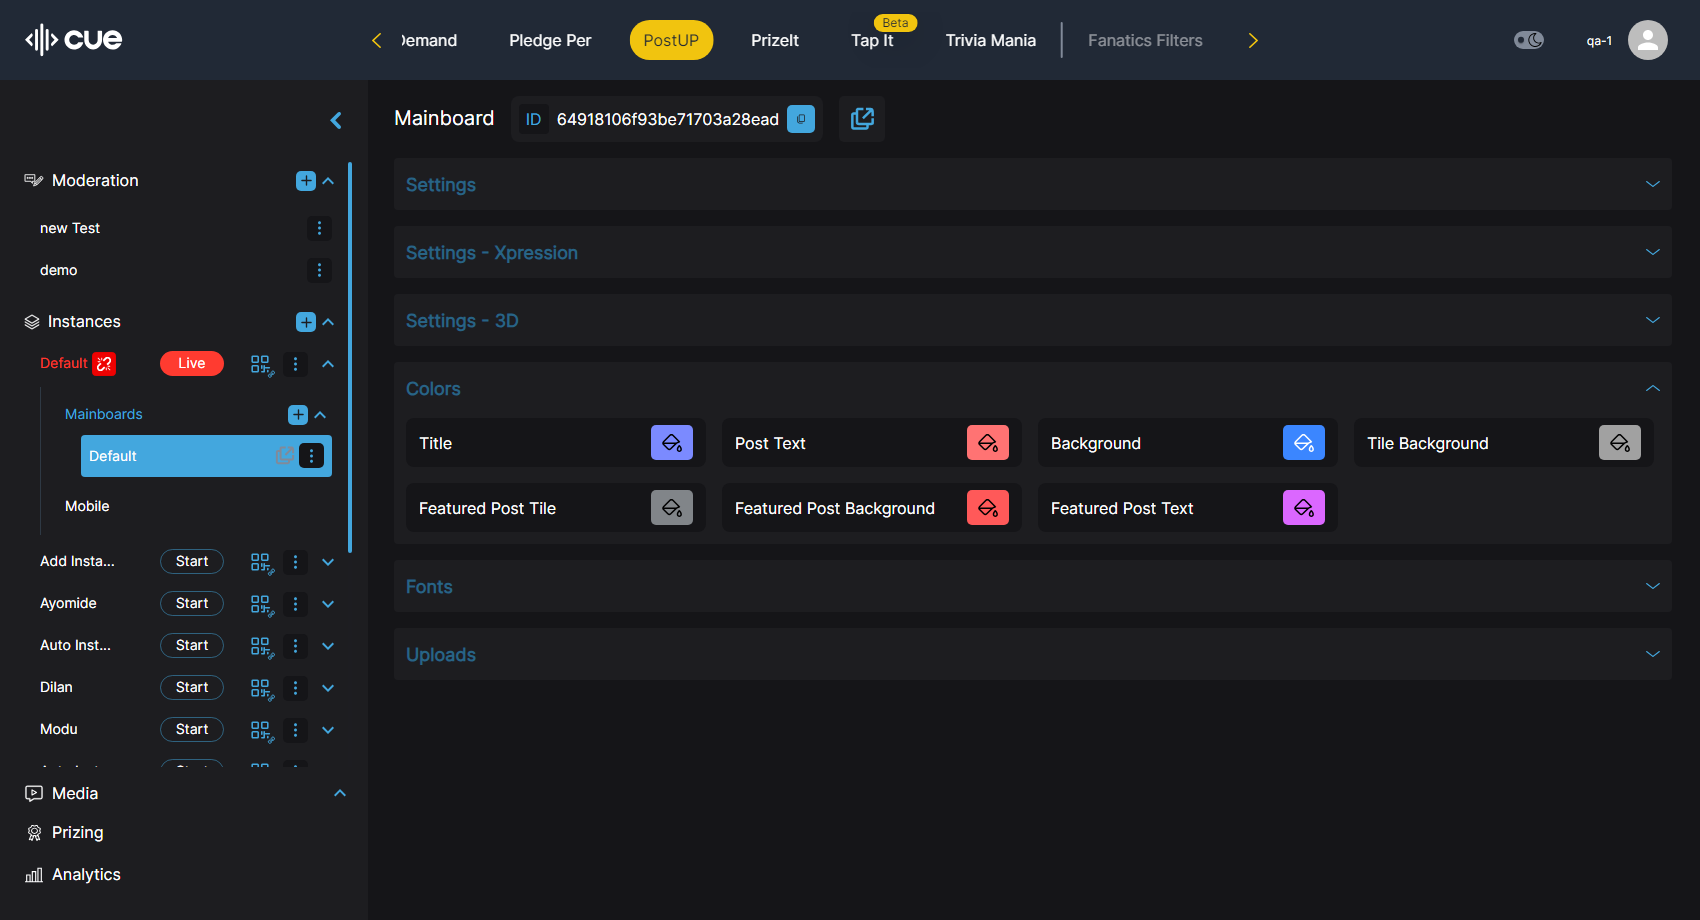 cue
Demand
Pledge Per
PostUP
PrizeIt
Beta
Tap It
Trivia Mania
Fanatics Filters
qa-1
Moderation
new Test
demo
Instances
Default
Live
Mainboards
Default
Mobile
Add Insta...
Start
Ayomide
Start
Auto Inst...
Start
Dilan
Start
Modu
Start
Media
Prizing
Analytics
Mainboard
ID 64918106f93be71703a28ead
Settings
Settings - Xpression
Settings - 3D
Colors
Title
Post Text
Background
Tile Background
Featured Post Tile
Featured Post Background
Featured Post Text
Fonts
Uploads